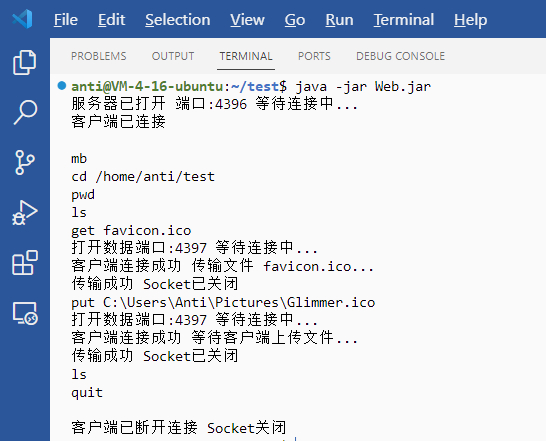 File Edit Selection View Go Run Terminal Help
PROBLEMS OUTPUT TERMINAL PORTS DEBUG CONSOLE
anti@VM-4-16-ubuntu:~/test$ java -jar Web.jar
服务器已打开 端口:4396 等待连接中...
客户端已连接
mb
cd /home/anti/test
pwd
ls
get favicon.ico
打开数据端口:4397 等待连接中...
客户端连接成功 传输文件 favicon.ico...
传输成功 Socket已关闭
put C:\Users\Anti\Pictures\Glimmer.ico
打开数据端口:4397 等待连接中...
客户端连接成功 等待客户端上传文件...
传输成功 Socket已关闭
ls
quit
客户端已断开连接 Socket关闭